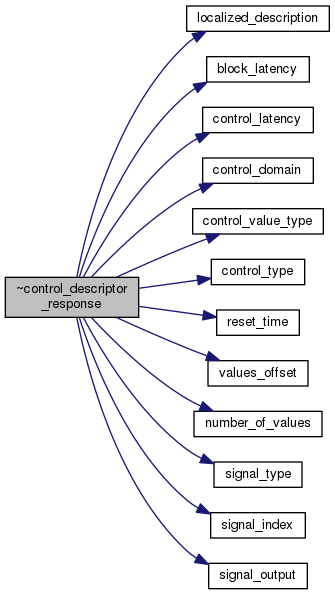 localized_description
block_latency
control_latency
control_domain
control_value_type
~control_descriptor
_response
control_type
reset_time
values_offset
number_of_values
signal_type
signal_index
signal_output